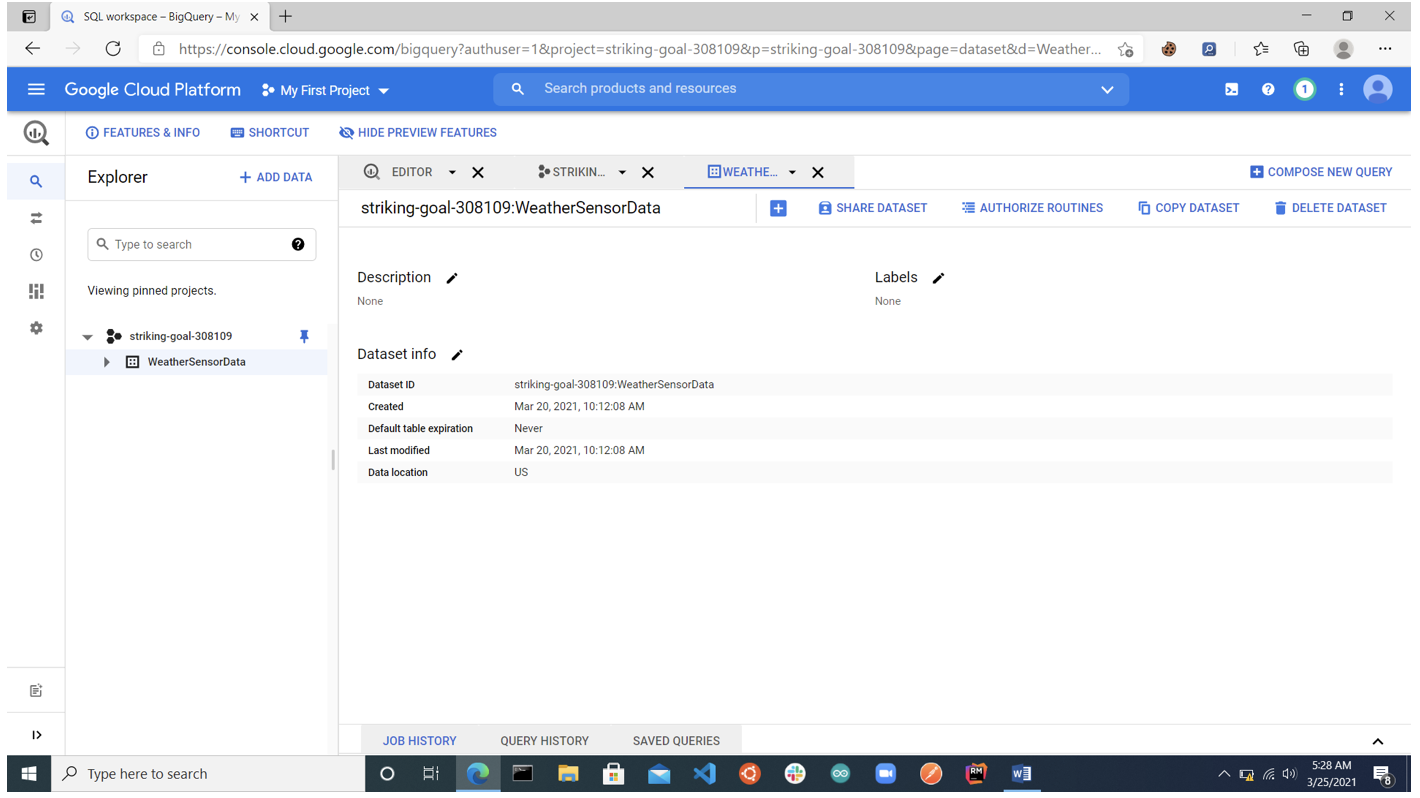 SQL workspace – BigQuery – My
https://console.cloud.google.com/bigquery?authuser=1&project=striking-goal-308109&p=striking-goal-308109&page=dataset&d=Weather...
Google Cloud Platform
My First Project
Search products and resources
1
FEATURES & INFO
SHORTCUT
HIDE PREVIEW FEATURES
Explorer
+ ADD DATA
EDITOR
STRIKIN...
WEATHE...
COMPOSE NEW QUERY
striking-goal-308109:WeatherSensorData
SHARE DATASET
AUTHORIZE ROUTINES
COPY DATASET
DELETE DATASET
Type to search
Viewing pinned projects.
striking-goal-308109
WeatherSensorData
Description
None
Labels
None
Dataset info
Dataset ID striking-goal-308109:WeatherSensorData
Created Mar 20, 2021, 10:12:08 AM
Default table expiration Never
Last modified Mar 20, 2021, 10:12:08 AM
Data location US
JOB HISTORY
QUERY HISTORY
SAVED QUERIES
Type here to search
RM
W
5:28 AM
3/25/2021
8